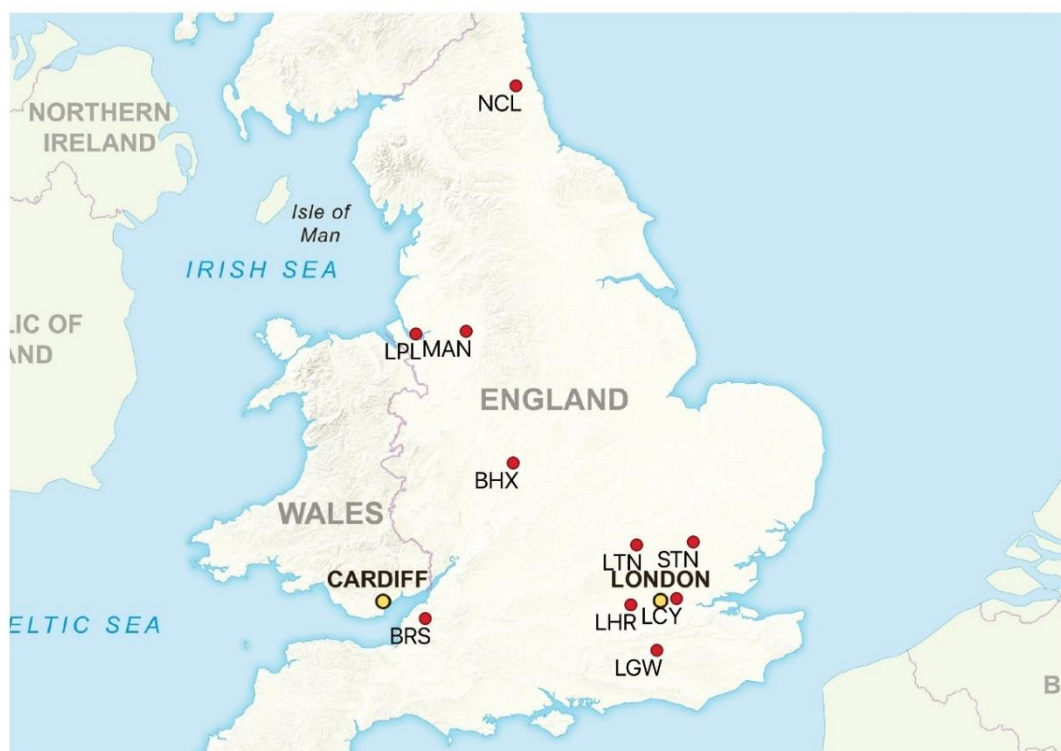 NCL
NORTHERN
IRELAND
Isle of
Man
IRISH SEA
LIC OF
AND
LPL
MAN
ENGLAND
BHX
WALES
LTN
STN
CARDIFF
LONDON
ELTIC SEA
BRS
LHR
LCY
LGW
B